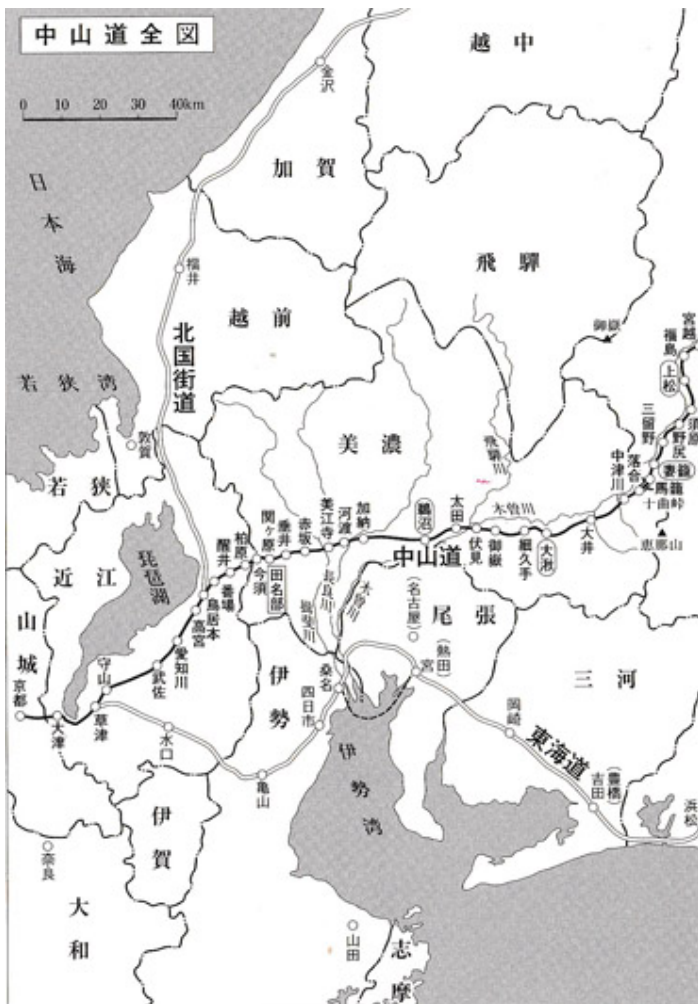 中山道全図
0 10 20 30 40km
日本海
若狭湾
越中
金沢
加賀
飛驒
福井
越前
北国街道
御嶽
宮越
福島
上松
須原
野尻
三留野
妻籠
馬籠峠
十曲峠
落合
中津川
恵那山
敦賀
若狭
美濃
飛驒川
木曽川
近江
琵琶湖
山城
京都
大津
草津
守山
武佐
愛知川
高宮
鳥居本
番場
醒井
柏原
今須
関ヶ原
田名部
垂井
赤坂
美江寺
河渡
加納
鵜沼
太田
伏見
御嶽
細久手
大湫
大井
中山道
揖斐川
長良川
木曽川
尾張
(名古屋)
宮
(熱田)
三河
岡崎
東海道
吉田
(豊橋)
浜松
伊勢
桑名
四日市
亀山
水口
伊勢湾
伊賀
奈良
大和
山田
志摩